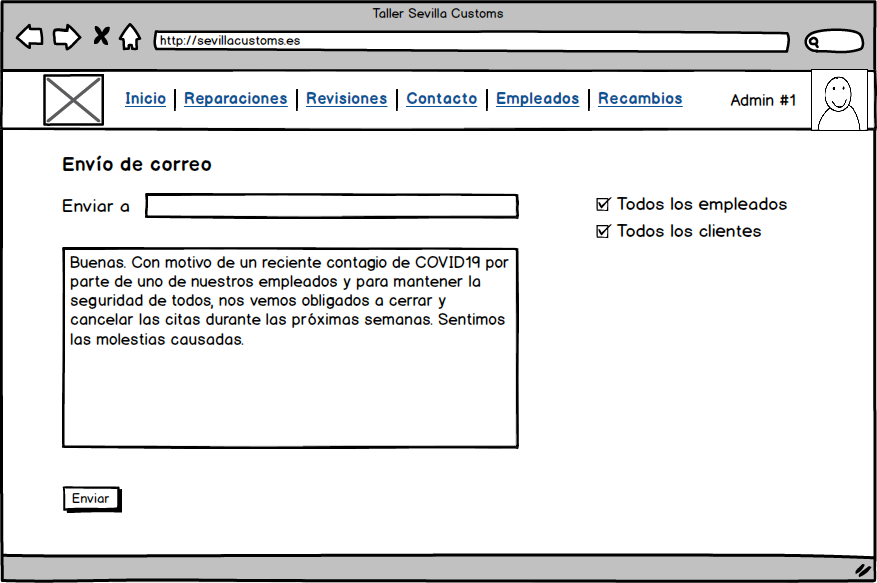 Taller Sevilla Customs
http://sevillacustoms.es
Inicio | Reparaciones | Revisiones | Contacto | Empleados | Recambios
Admin #1
Envío de correo
Enviar a
Todos los empleados
Todos los clientes
Buenas. Con motivo de un reciente contagio de COVID19 por
parte de uno de nuestros empleados y para mantener la
seguridad de todos, nos vemos obligados a cerrar y
cancelar las citas durante las próximas semanas. Sentimos
las molestias causadas.
Enviar